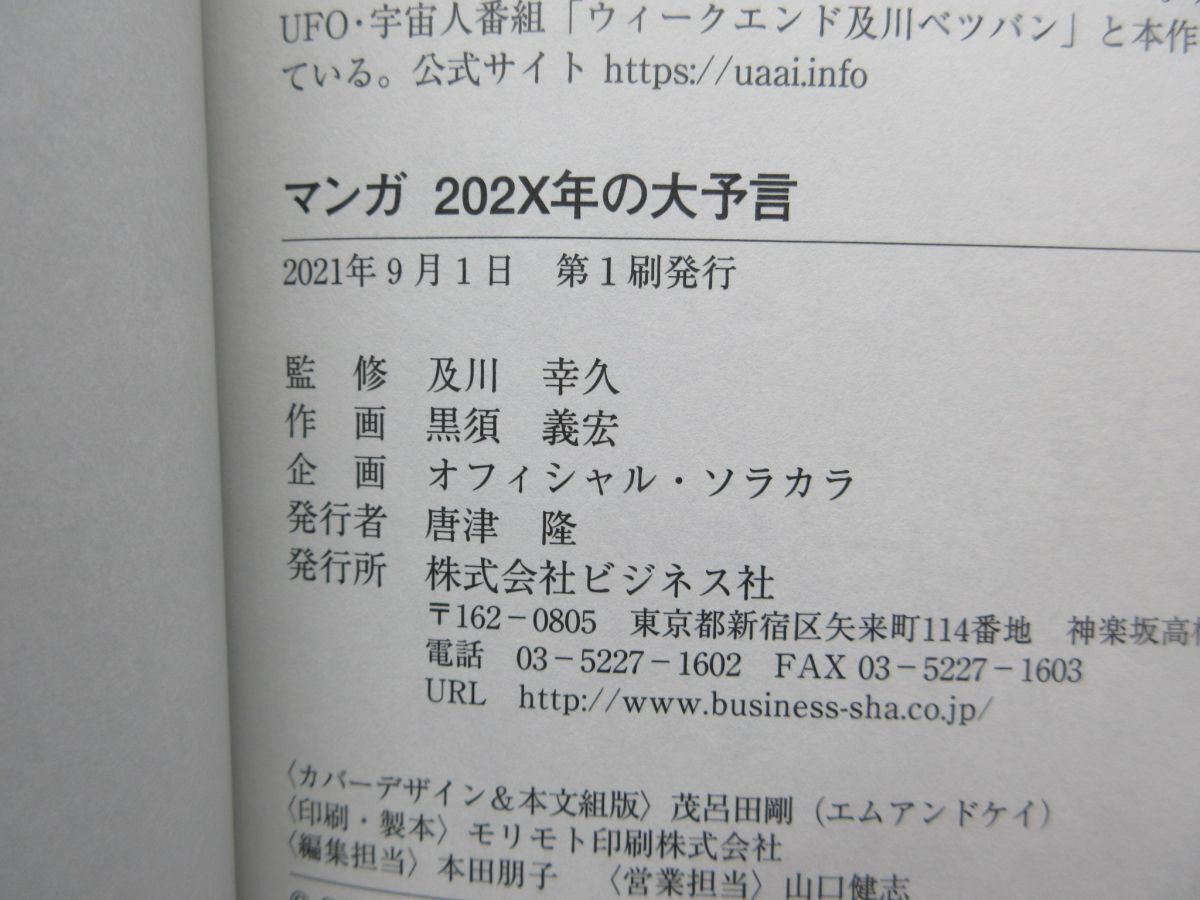 UFO・宇宙人番組「ウィークエンド及川ベツバン」と本作
ている。公式サイト https://uaai.info
マンガ 202X年の大予言
2021年9月1日 第1刷発行
監 修 及川 幸久
作 画 黒須 義宏
企 画 オフィシャル・ソラカラ
発行者 唐津 隆
発行所 株式会社ビジネス社
〒162-0805 東京都新宿区矢来町114番地 神楽坂高
電話 03-5227-1602 FAX 03-5227-1603
URL http://www.business-sha.co.jp/
〈カバーデザイン&本文組版〉茂呂田剛（エムアンドケイ）
〈印刷・製本〉モリモト印刷株式会社
〈編集担当〉本田朋子 〈営業担当〉山口健志